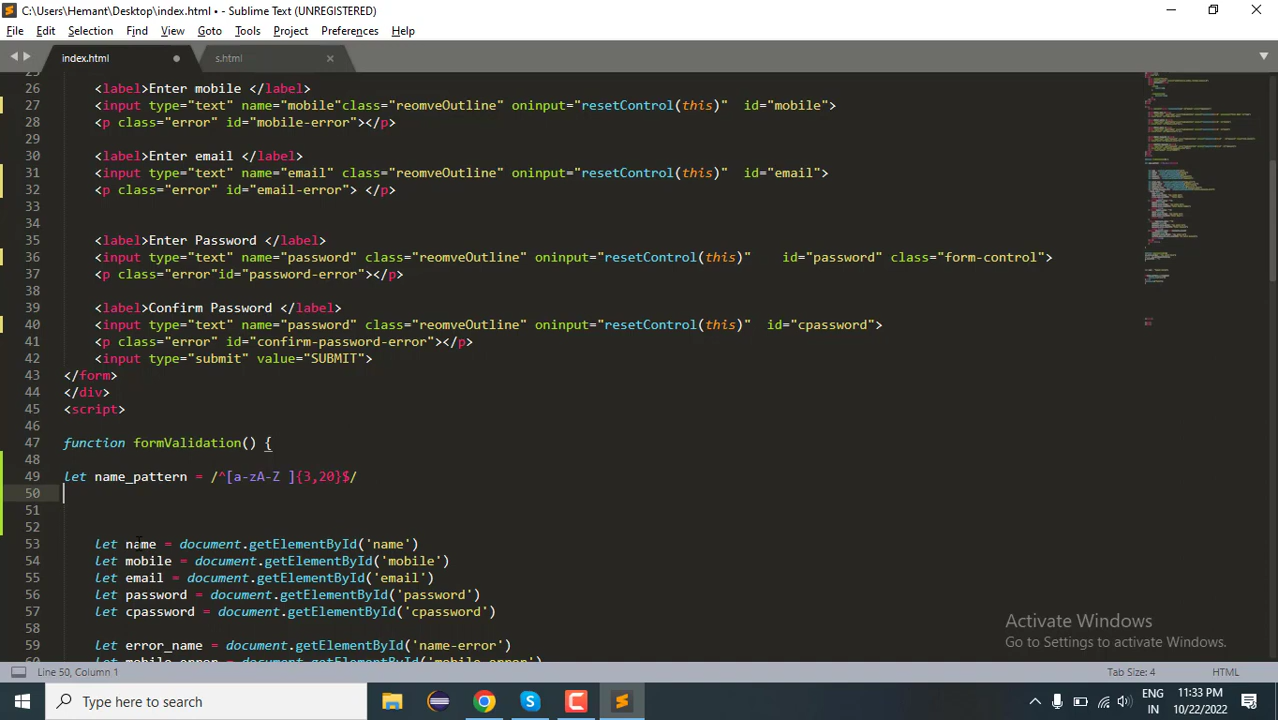 C:\Users\Hemant\Desktop\index.html • - Sublime Text (UNREGISTERED)
File Edit Selection Find View Goto Tools Project Preferences Help
index.html s.html
26 <label>Enter mobile </label>
27 <input type="text" name="mobile"class="reomveOutline" oninput="resetControl(this)"  id="mobile">
28 <p class="error" id="mobile-error"></p>
29
30 <label>Enter email </label>
31 <input type="text" name="email" class="reomveOutline" oninput="resetControl(this)"  id="email">
32 <p class="error" id="email-error"> </p>
33
34
35 <label>Enter Password </label>
36 <input type="text" name="password" class="reomveOutline" oninput="resetControl(this)"    id="password" class="form-control">
37 <p class="error"id="password-error"></p>
38
39 <label>Confirm Password </label>
40 <input type="text" name="password" class="reomveOutline" oninput="resetControl(this)"  id="cpassword">
41 <p class="error" id="confirm-password-error"></p>
42 <input type="submit" value="SUBMIT">
43 </form>
44 </div>
45 <script>
46
47 function formValidation() {
48
49 let name_pattern = /^[a-zA-Z ]{3,20}$/
50
51
52
53 let name = document.getElementById('name')
54 let mobile = document.getElementById('mobile')
55 let email = document.getElementById('email')
56 let password = document.getElementById('password')
57 let cpassword = document.getElementById('cpassword')
58
59 let error_name = document.getElementById('name-error')
60 let mobile_error = document.getElementById('mobile-error')
Activate Windows
Go to Settings to activate Windows.
Line 50, Column 1 Tab Size: 4 HTML
Type here to search ENG IN 11:33 PM 10/22/2022